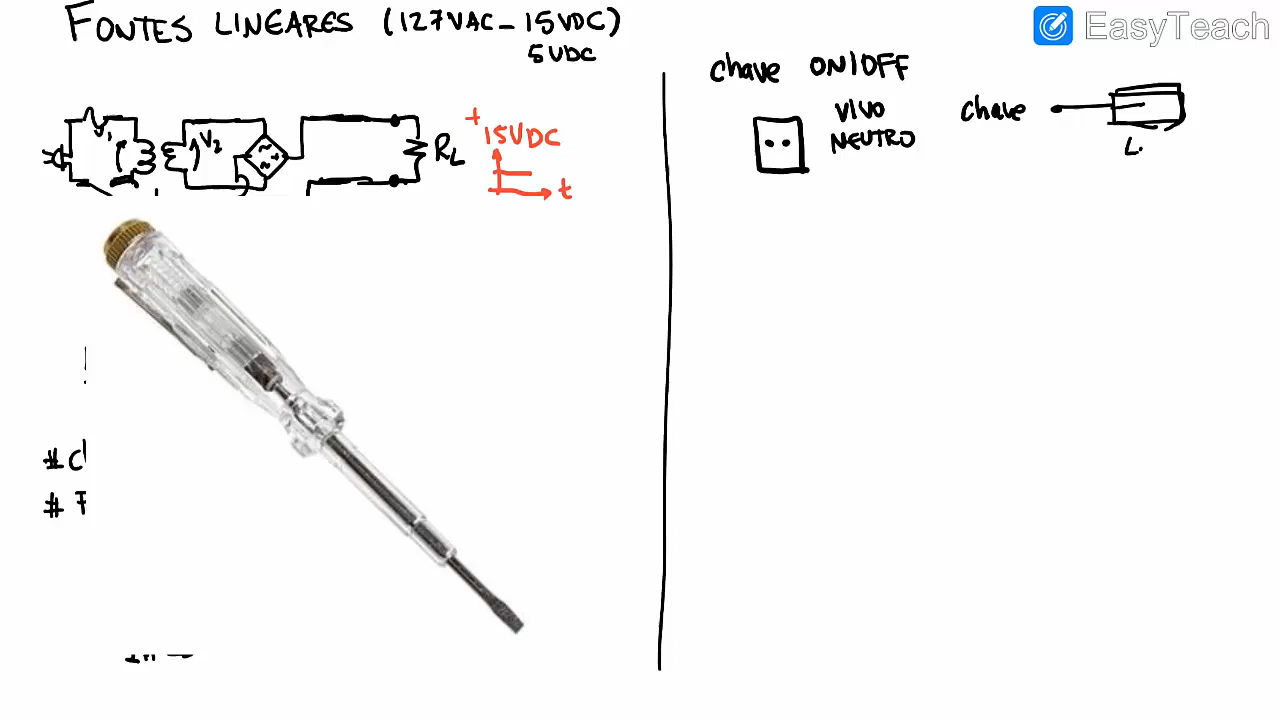 FONTES LINEARES (127VAC - 15VDC)
5VDC
EasyTeach
V1
V2
RL
+
15VDC
t
chave ON/OFF
VIVO
NEUTRO
chave
L.
#
#